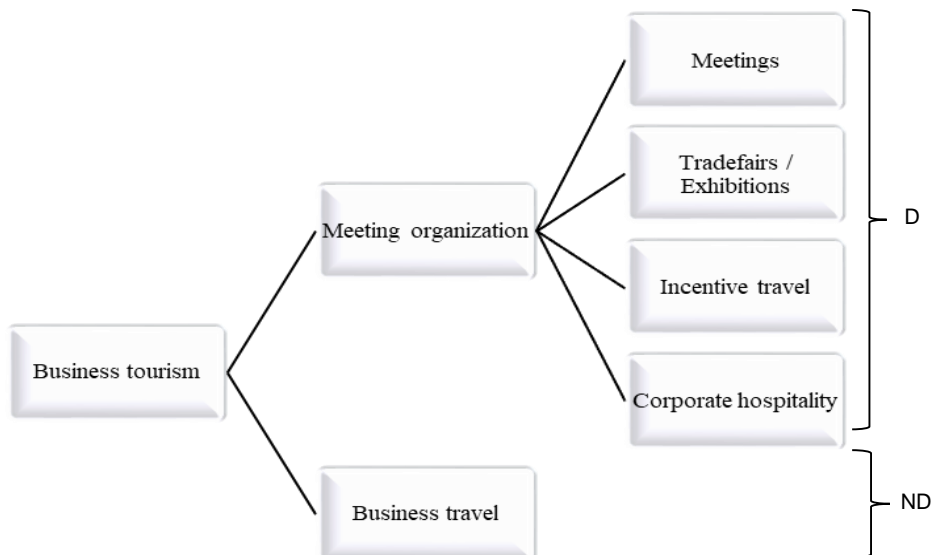 Meetings
Tradefairs /
Exhibitions
D
Meeting organization
Incentive travel
Business tourism
Corporate hospitality
Business travel
ND